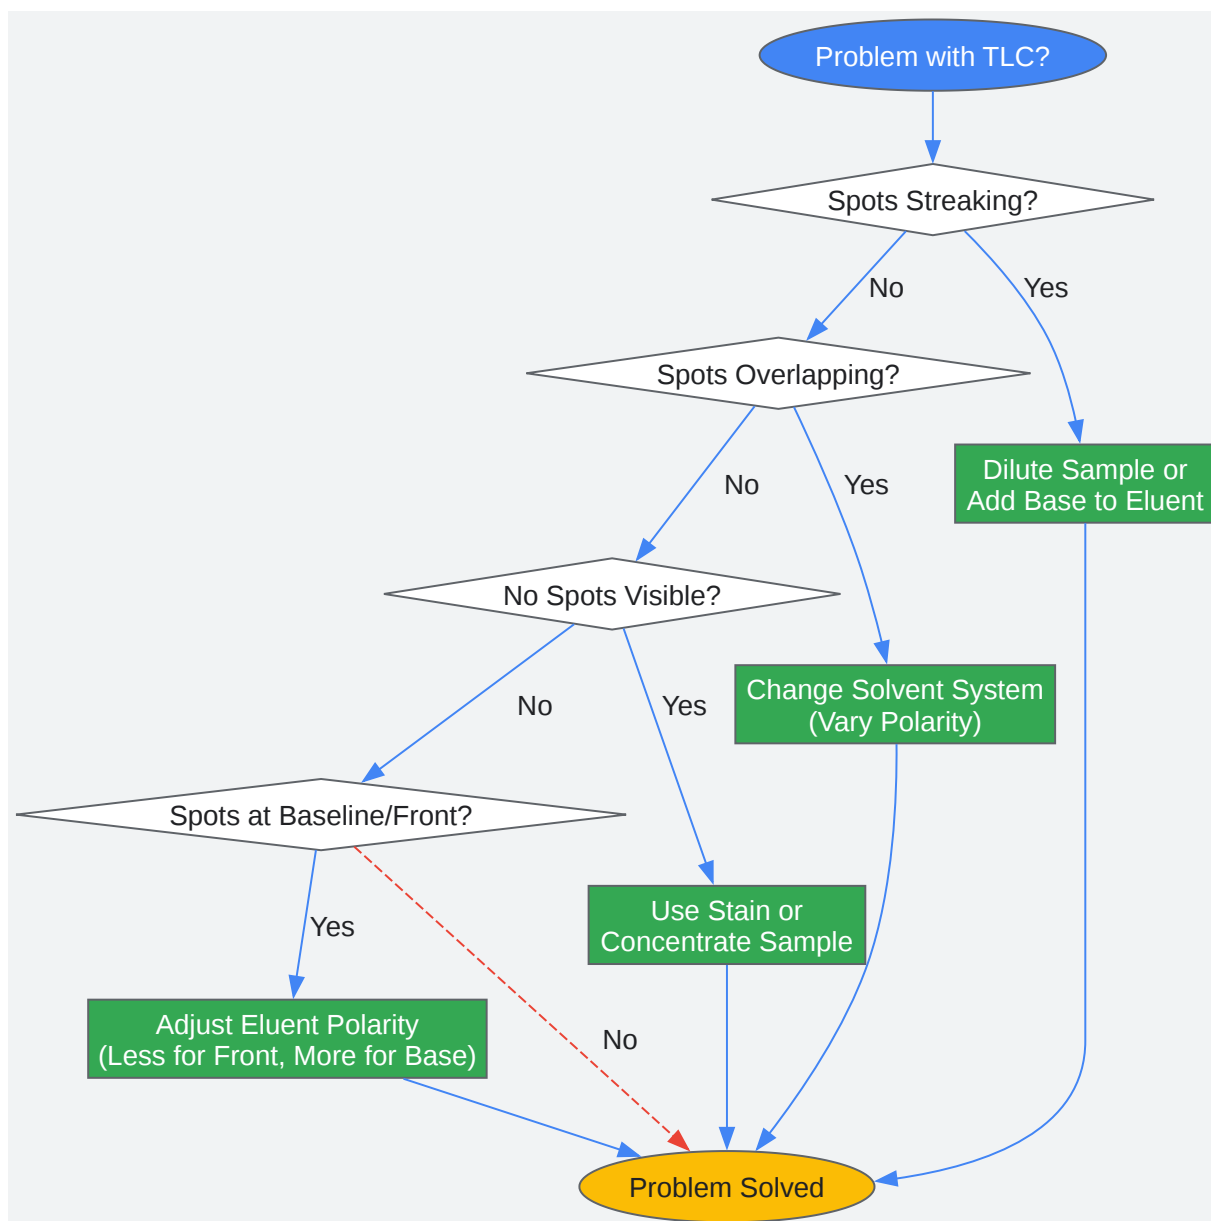 Problem with TLC?
Spots Streaking?
No
Yes
Spots Overlapping?
Dilute Sample or
Add Base to Eluent
No
Yes
No Spots Visible?
Change Solvent System
(Vary Polarity)
No
Yes
Spots at Baseline/Front?
Use Stain or
Concentrate Sample
Yes
Adjust Eluent Polarity
(Less for Front, More for Base)
No
Problem Solved